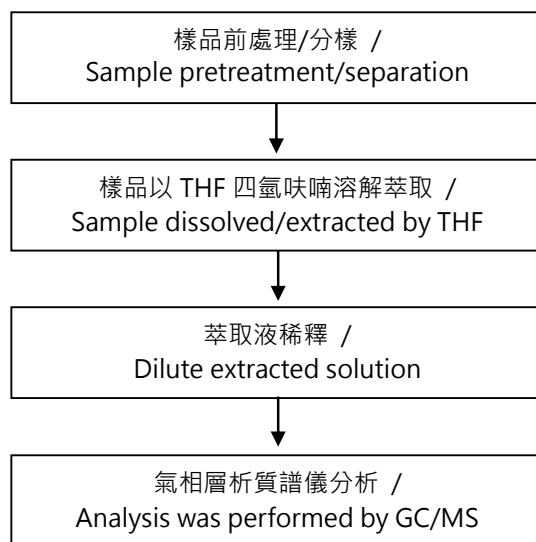 樣品前處理/分樣 /
Sample pretreatment/separation
樣品以 THF 四氫呋喃溶解萃取 /
Sample dissolved/extracted by THF
萃取液稀釋 /
Dilute extracted solution
氣相層析質譜儀分析 /
Analysis was performed by GC/MS